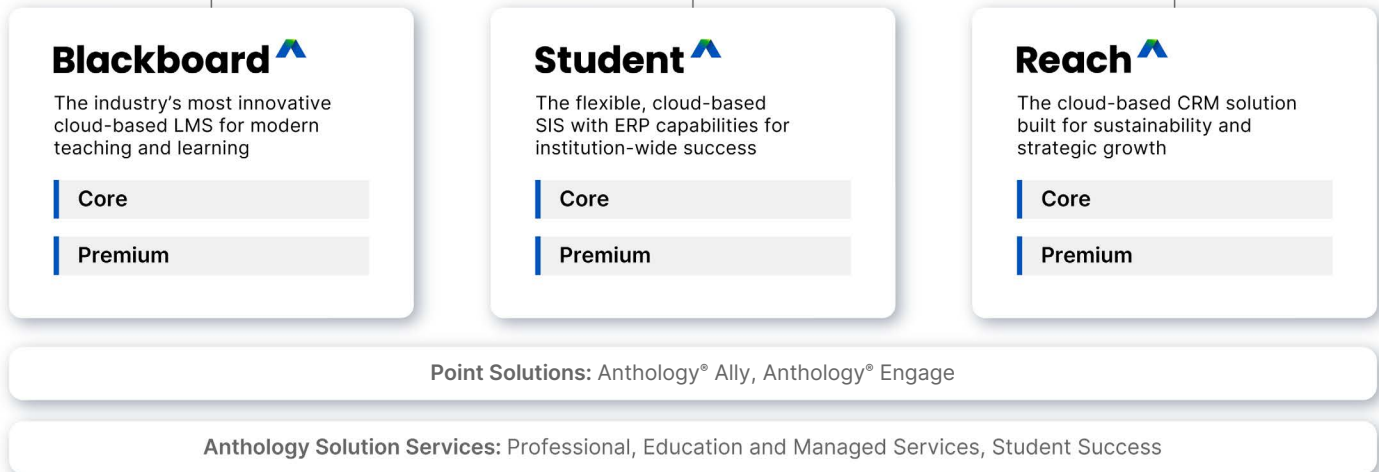 Blackboard
The industry’s most innovative
cloud-based LMS for modern
teaching and learning
Core
Premium
Student
The flexible, cloud-based
SIS with ERP capabilities for
institution-wide success
Core
Premium
Reach
The cloud-based CRM solution
built for sustainability and
strategic growth
Core
Premium
Point Solutions: Anthology® Ally, Anthology® Engage
Anthology Solution Services: Professional, Education and Managed Services, Student Success